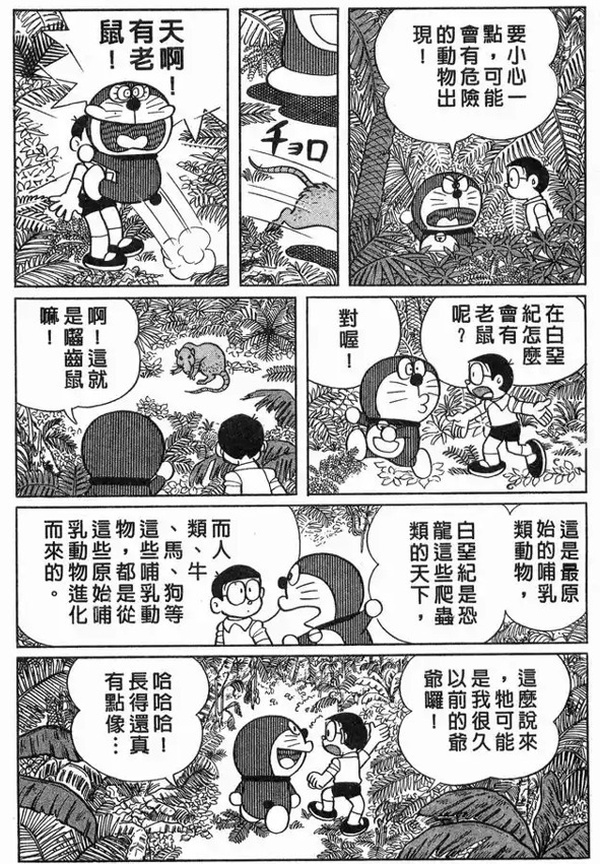 要小心一
點，可能
會有危險
的動物出
現！
チョロ
天啊！
有老
鼠！
在白堊
紀怎麼
會有
老鼠
呢？
對喔！
啊！這就
是囓齒鼠
嘛！
這是最原
始的哺乳
類動物，
白堊紀是恐
龍這些爬蟲
類的天下，
而人
類、牛
、馬、狗等
這些哺乳動
物，都是從
這些原始哺
乳動物進化
而來的。
這麼說來
，牠可能
是我很久
以前的爺
爺囉！
哈哈哈！
長得還真
有點像…